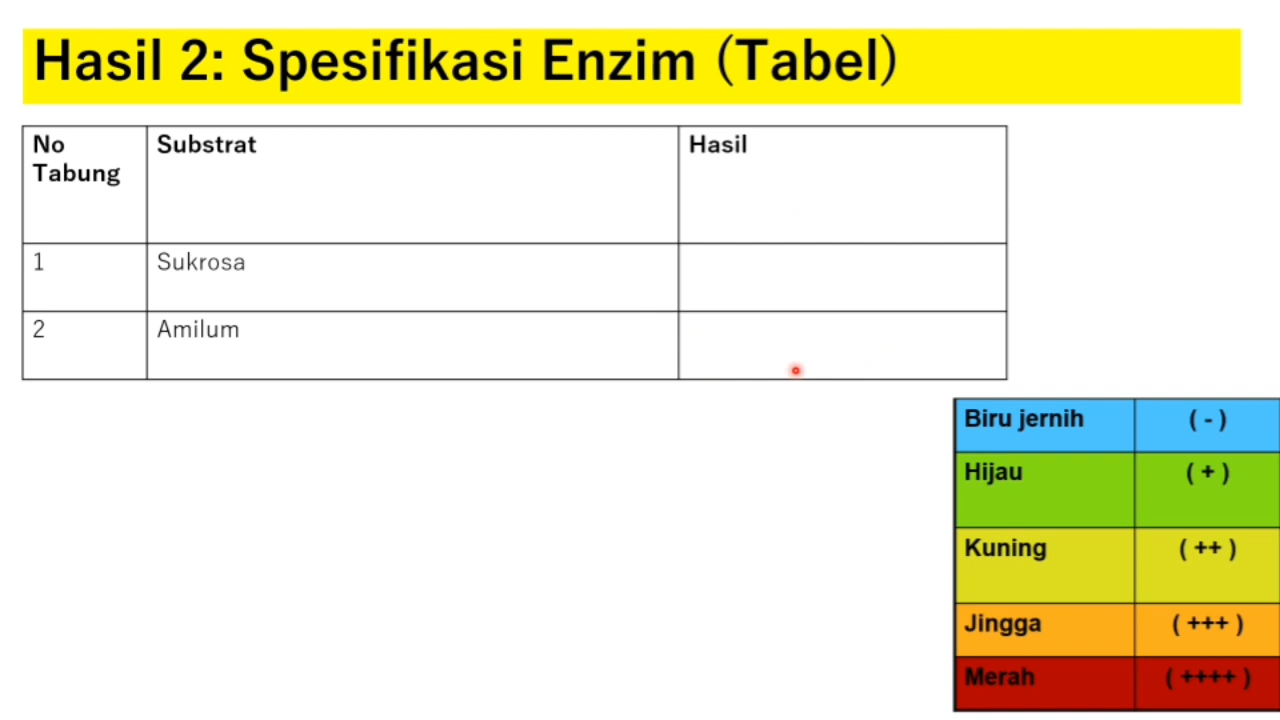 Hasil 2: Spesifikasi Enzim (Tabel)
No Tabung Substrat Hasil
1 Sukrosa
2 Amilum
Biru jernih ( - )
Hijau ( + )
Kuning ( ++ )
Jingga ( +++ )
Merah ( ++++ )